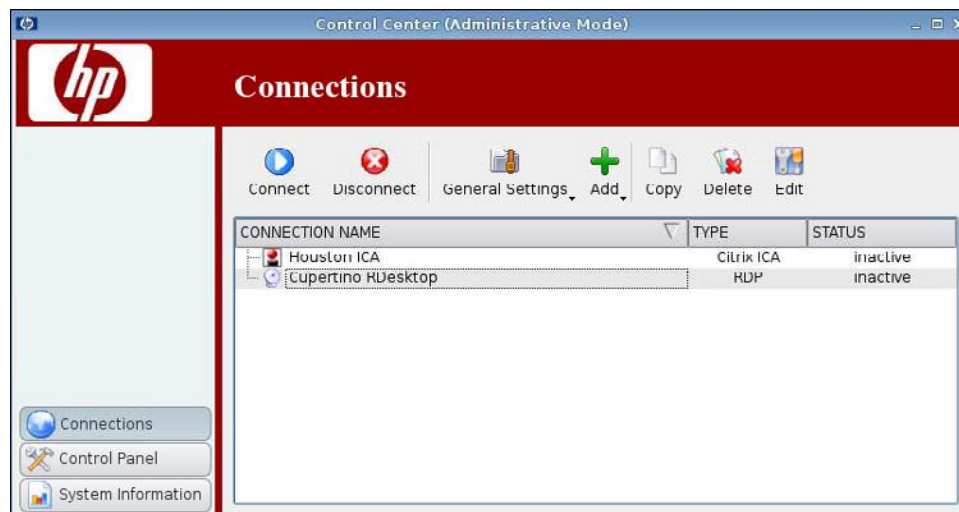 Control Center (Administrative Mode)
hp
Connections
Connect Disconnect General Settings Add Copy Delete Edit
CONNECTION NAME TYPE STATUS
Houston ICA Citrix ICA inactive
Cupertino RDesktop RDP inactive
Connections
Control Panel
System Information